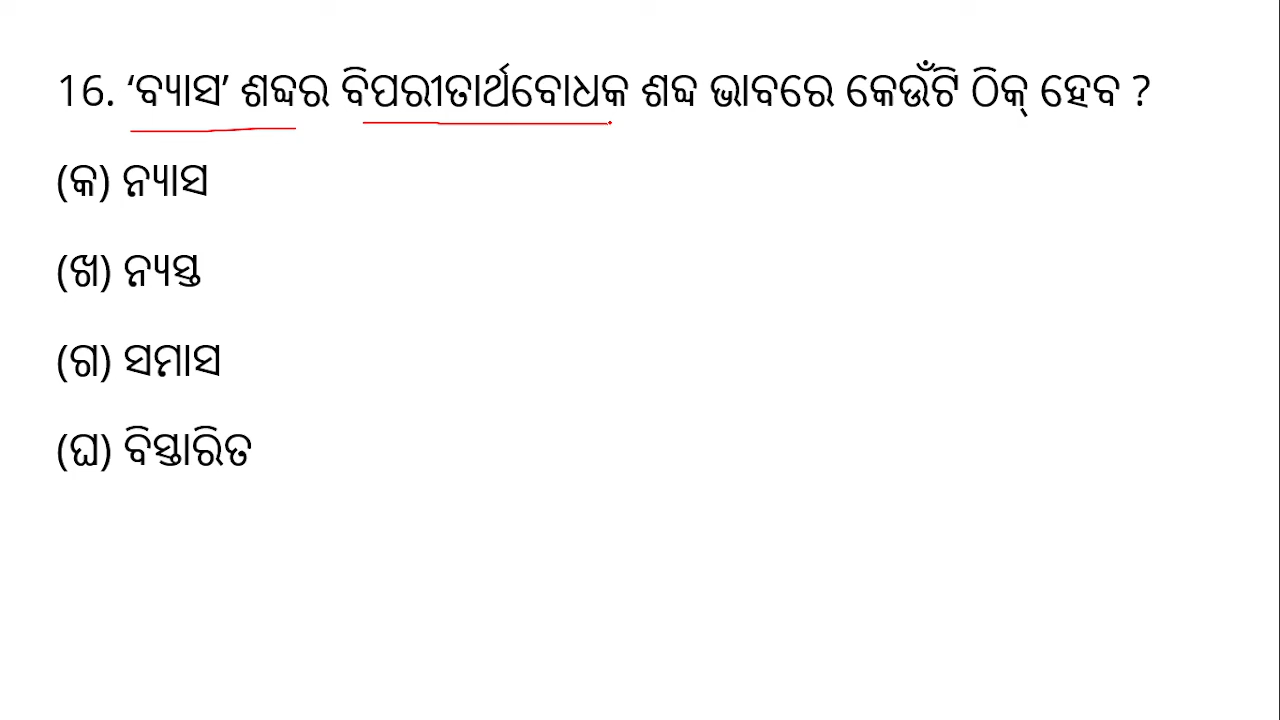 16. ‘ବ୍ୟାସ’ ଶବ୍ଦର ବିପରୀତାର୍ଥବୋଧକ ଶବ୍ଦ ଭାବରେ କେଉଁଟି ଠିକ୍ ହେବ ?
(କ) ନ୍ୟାସ
(ଖ) ନ୍ୟସ୍ତ
(ଗ) ସମାସ
(ଘ) ବିସ୍ତାରିତ